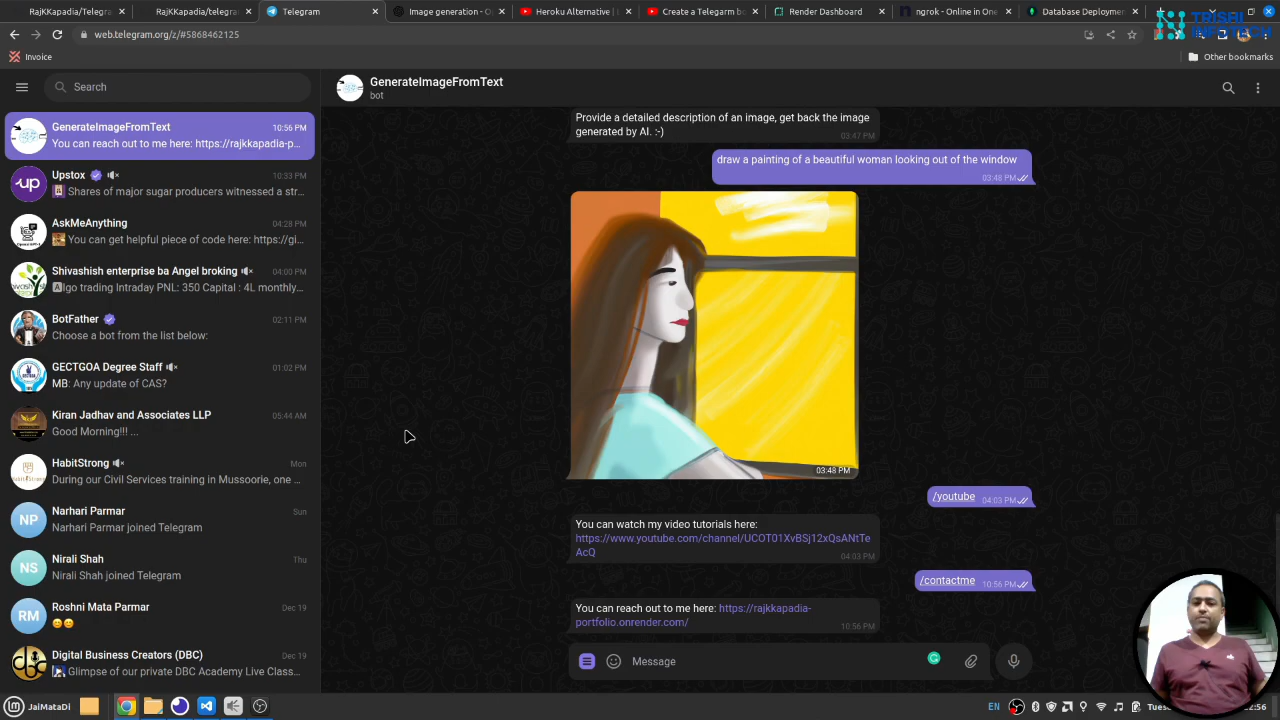 RajKKapadia/Telegra
RajKKapadia/telegra
Telegram
Image generation - O
Heroku Alternative |
Create a Telegarm b
Render Dashboard
ngrok - Online in One
Database Deploymen
web.telegram.org/z/#5868462125
TRISHI
INFOTECH
Invoice
Other bookmarks
Search
GenerateImageFromText
bot
GenerateImageFromText 10:56 PM
You can reach out to me here: https://rajkkapadia-p...
Upstox 10:33 PM
Shares of major sugar producers witnessed a str...
AskMeAnything 04:28 PM
You can get helpful piece of code here: https://gi...
Shivashish enterprise ba Angel broking 04:00 PM
Algo trading Intraday PNL: 350 Capital : 4L monthly...
BotFather 02:11 PM
Choose a bot from the list below:
GECTGOA Degree Staff 01:02 PM
MB: Any update of CAS?
Kiran Jadhav and Associates LLP 05:44 AM
Good Morning!!! ...
HabitStrong Mon
During our Civil Services training in Mussoorie, one ...
NP
Narhari Parmar Sun
Narhari Parmar joined Telegram
NS
Nirali Shah Thu
Nirali Shah joined Telegram
RM
Roshni Mata Parmar Dec 19
Digital Business Creators (DBC) Dec 19
Glimpse of our private DBC Academy Live Class...
Provide a detailed description of an image, get back the image
generated by AI. :-)
03:47 PM
draw a painting of a beautiful woman looking out of the window
03:48 PM
03:48 PM
/youtube 04:03 PM
You can watch my video tutorials here:
https://www.youtube.com/channel/UCOT01XvBSj12xQsANtTe
AcQ
04:03 PM
/contactme 10:56 PM
You can reach out to me here: https://rajkkapadia-
portfolio.onrender.com/
10:56 PM
Message
JaiMataDi
EN